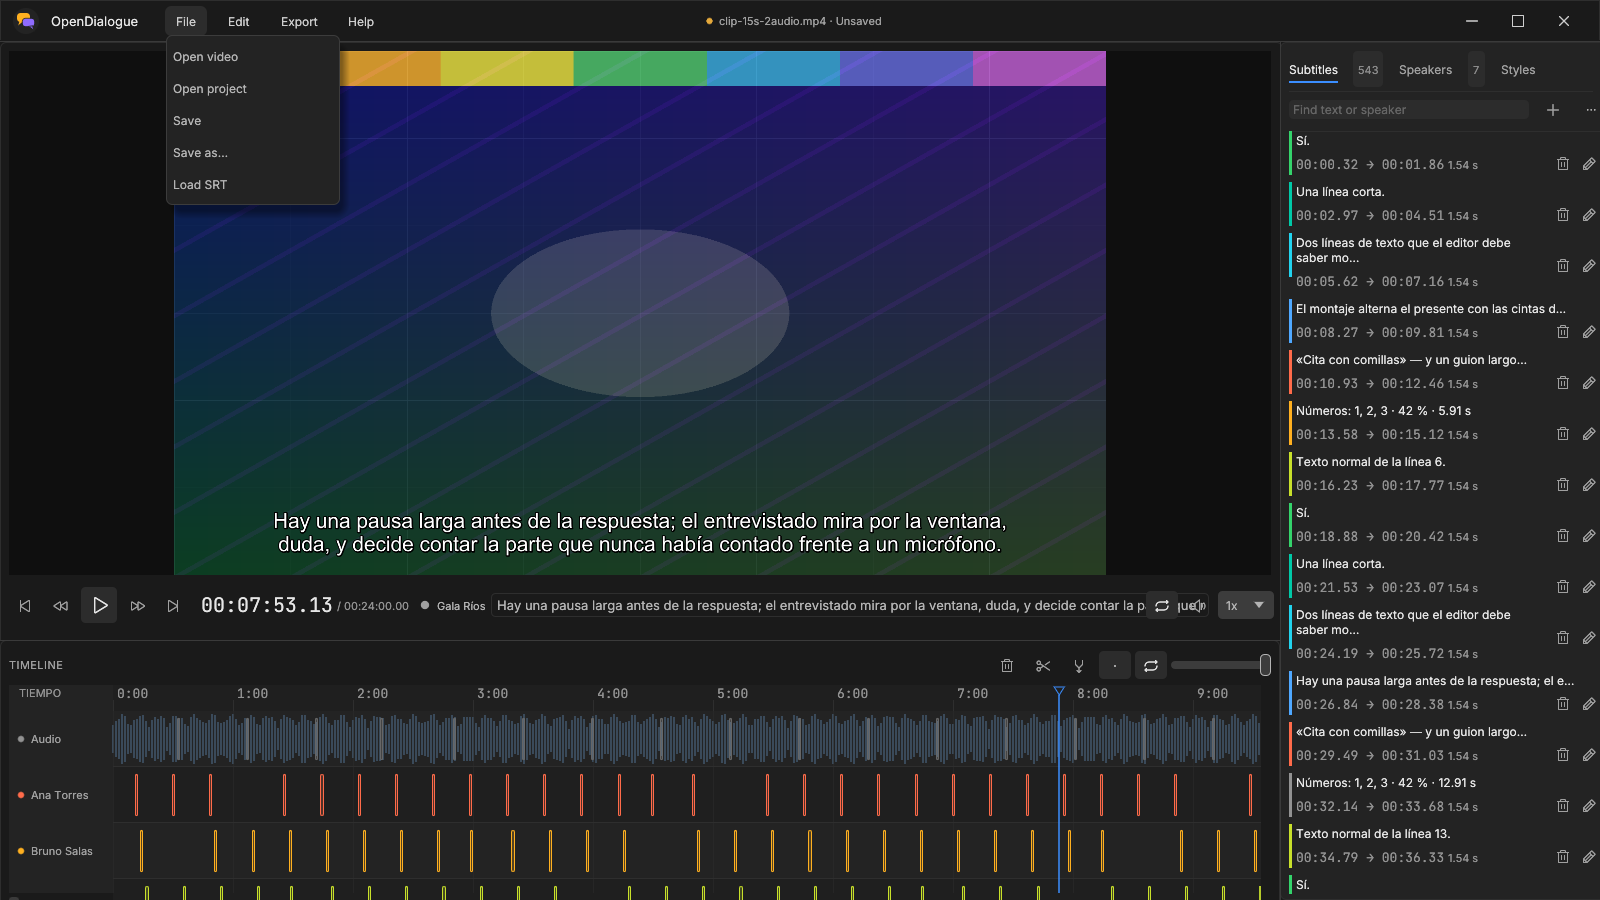 OpenDialogue
File
Edit
Export
Help
clip-15s-2audio.mp4 · Unsaved
Open video
Open project
Save
Save as...
Load SRT
Hay una pausa larga antes de la respuesta; el entrevistado mira por la ventana,
duda, y decide contar la parte que nunca había contado frente a un micrófono.
00:07:53.13 / 00:24:00.00
Gala Ríos
Hay una pausa larga antes de la respuesta; el entrevistado mira por la ventana, duda, y decide contar la pa
que
1x
Subtitles 543
Speakers 7
Styles
Find text or speaker
Sí.
00:00.32 → 00:01.86 1.54 s
Una línea corta.
00:02.97 → 00:04.51 1.54 s
Dos líneas de texto que el editor debe
saber mo...
00:05.62 → 00:07.16 1.54 s
El montaje alterna el presente con las cintas d...
00:08.27 → 00:09.81 1.54 s
«Cita con comillas» — y un guion largo...
00:10.93 → 00:12.46 1.54 s
Números: 1, 2, 3 · 42 % · 5.91 s
00:13.58 → 00:15.12 1.54 s
Texto normal de la línea 6.
00:16.23 → 00:17.77 1.54 s
Sí.
00:18.88 → 00:20.42 1.54 s
Una línea corta.
00:21.53 → 00:23.07 1.54 s
Dos líneas de texto que el editor debe
saber mo...
00:24.19 → 00:25.72 1.54 s
Hay una pausa larga antes de la respuesta; el e...
00:26.84 → 00:28.38 1.54 s
«Cita con comillas» — y un guion largo...
00:29.49 → 00:31.03 1.54 s
Números: 1, 2, 3 · 42 % · 12.91 s
00:32.14 → 00:33.68 1.54 s
Texto normal de la línea 13.
00:34.79 → 00:36.33 1.54 s
Sí.
TIMELINE
TIEMPO
0:00
1:00
2:00
3:00
4:00
5:00
6:00
7:00
8:00
9:00
Audio
Ana Torres
Bruno Salas